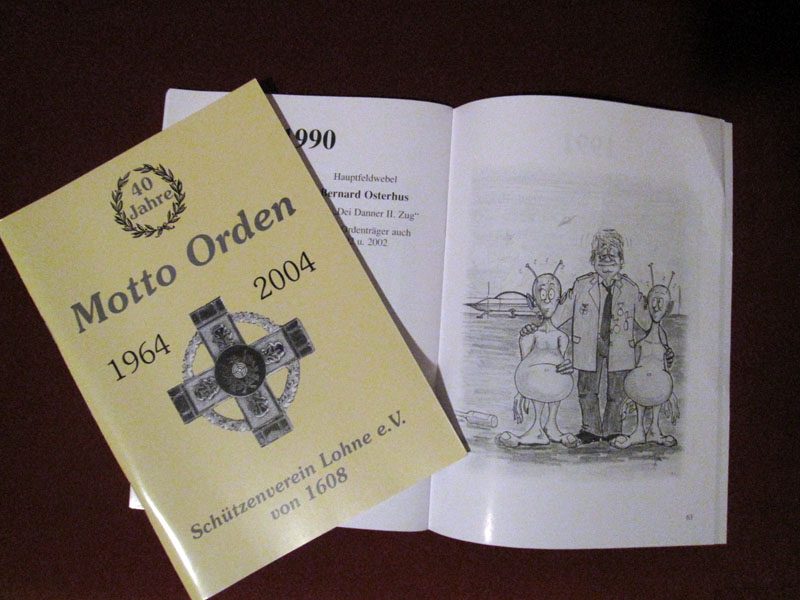 40
Jahre
Motto Orden
1964
2004
Schützenverein Lohne e.V.
von 1608
1990
Hauptfeldwebel
Bernard Osterhus
Dei Danner II. Zug“
Ordenträger auch
u. 2002